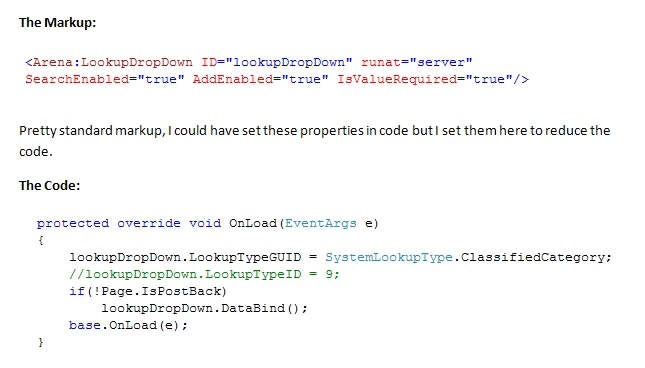 The Markup:
<Arena:LookupDropDown ID="lookupDropDown" runat="server"
SearchEnabled="true" AddEnabled="true" IsValueRequired="true"/>
Pretty standard markup, I could have set these properties in code but I set them here to reduce the
code.
The Code:
protected override void OnLoad(EventArgs e)
{
lookupDropDown.LookupTypeGUID = SystemLookupType.ClassifiedCategory;
//lookupDropDown.LookupTypeID = 9;
if(!Page.IsPostBack)
lookupDropDown.DataBind();
base.OnLoad(e);
}